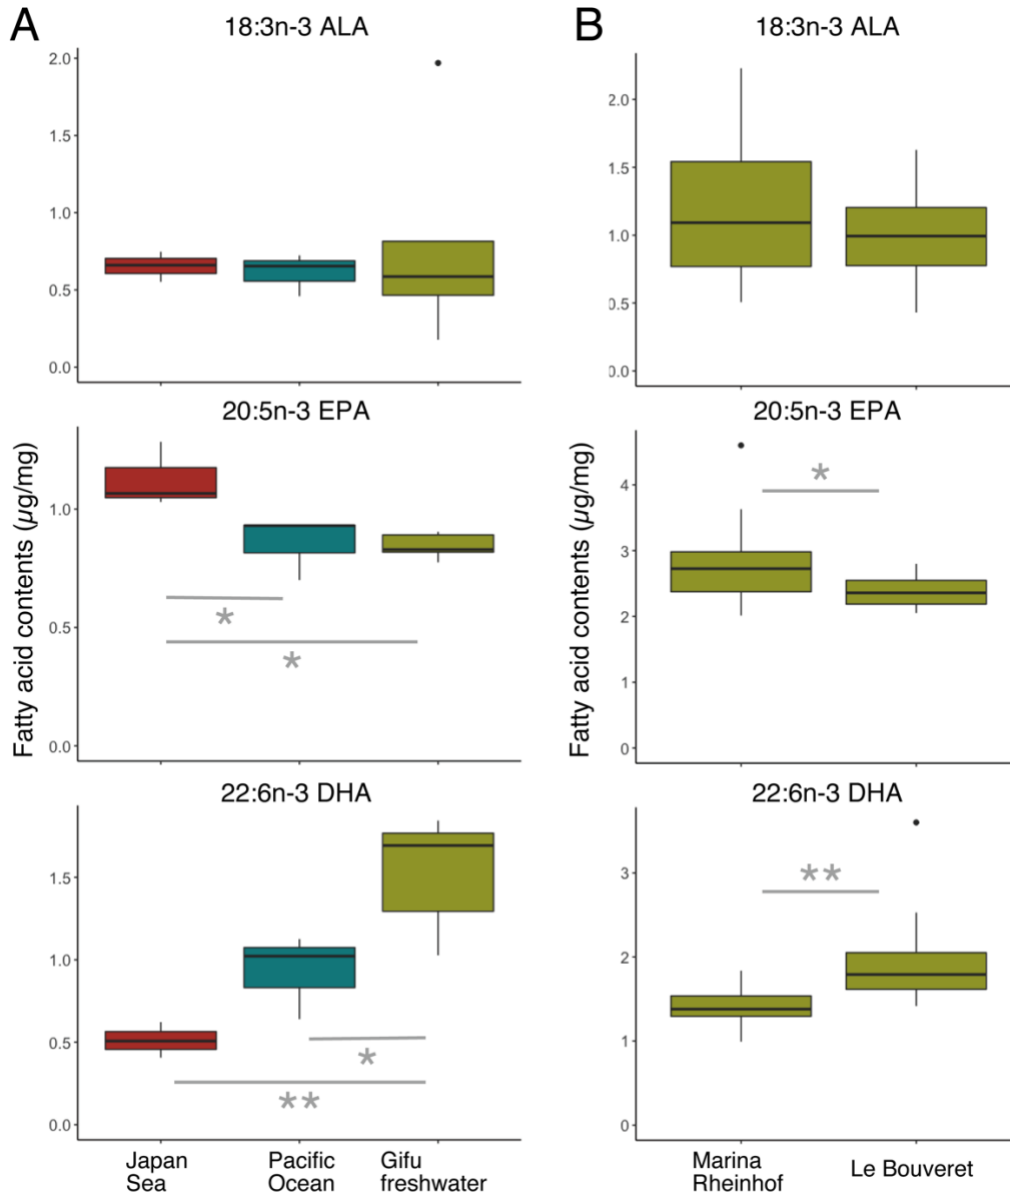 A
18:3n-3 ALA
2.0
1.5
1.0
0.5
0.0
20:5n-3 EPA
1.0
0.5
0.0
22:6n-3 DHA
1.5
1.0
0.5
0.0
Fatty acid contents (µg/mg)
*
*
*
**
Japan
Sea
Pacific
Ocean
Gifu
freshwater
B
18:3n-3 ALA
2.0
1.5
1.0
0.5
0.0
20:5n-3 EPA
4
3
2
1
0
22:6n-3 DHA
3
2
1
0
Fatty acid contents (µg/mg)
*
**
Marina
Rheinhof
Le Bouveret